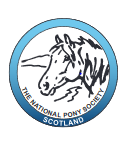 THE NATIONAL PONY SOCIETY
SCOTLAND